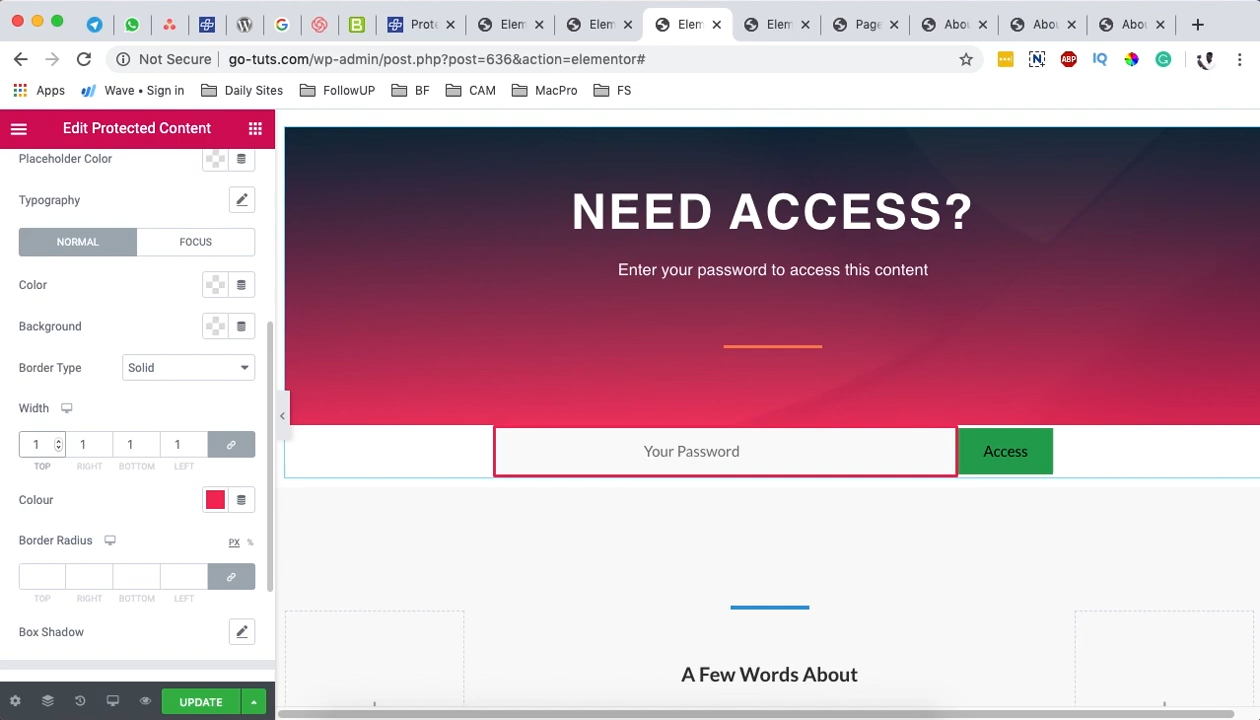 Prote
Elem
Elem
Elem
Elem
Page
Abou
Abou
Abou
Not Secure
go-tuts.com/wp-admin/post.php?post=636&action=elementor#
ABP
IQ
Apps
Wave • Sign in
Daily Sites
FollowUP
BF
CAM
MacPro
FS
Edit Protected Content
Placeholder Color
Typography
NORMAL
FOCUS
Color
Background
Border Type
Solid
Width
1 1 1 1
TOP RIGHT BOTTOM LEFT
Colour
Border Radius
PX %
TOP RIGHT BOTTOM LEFT
Box Shadow
UPDATE
NEED ACCESS?
Enter your password to access this content
Your Password
Access
A Few Words About